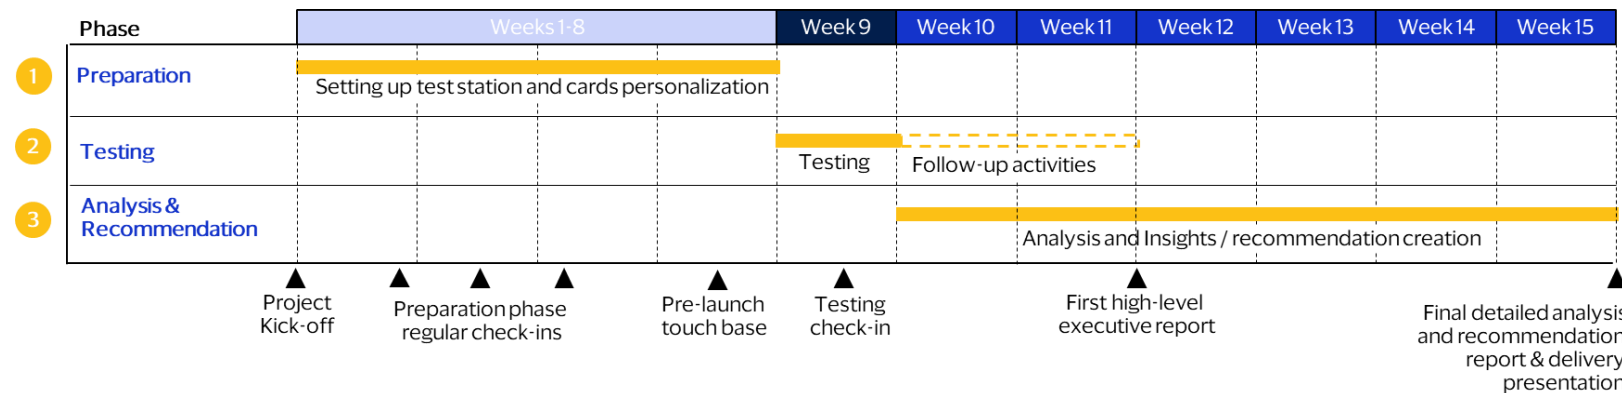 Phase
Weeks 1-8
Week 9
Week 10
Week 11
Week 12
Week 13
Week 14
Week 15
1
Preparation
Setting up test station and cards personalization
2
Testing
Testing
Follow-up activities
3
Analysis &
Recommendation
Analysis and Insights / recommendation creation
Project
Kick-off
Preparation phase
regular check-ins
Pre-launch
touch base
Testing
check-in
First high-level
executive report
Final detailed analysis
and recommendation
report & delivery
presentation